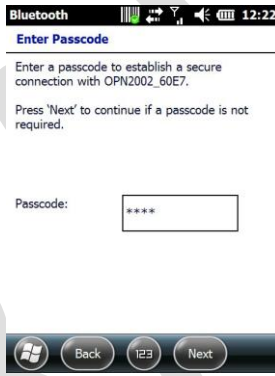 Bluetooth 12:22
Enter Passcode
Enter a passcode to establish a secure
connection with OPN2002_60E7.
Press 'Next' to continue if a passcode is not
required.
Passcode: ****
Back 123 Next